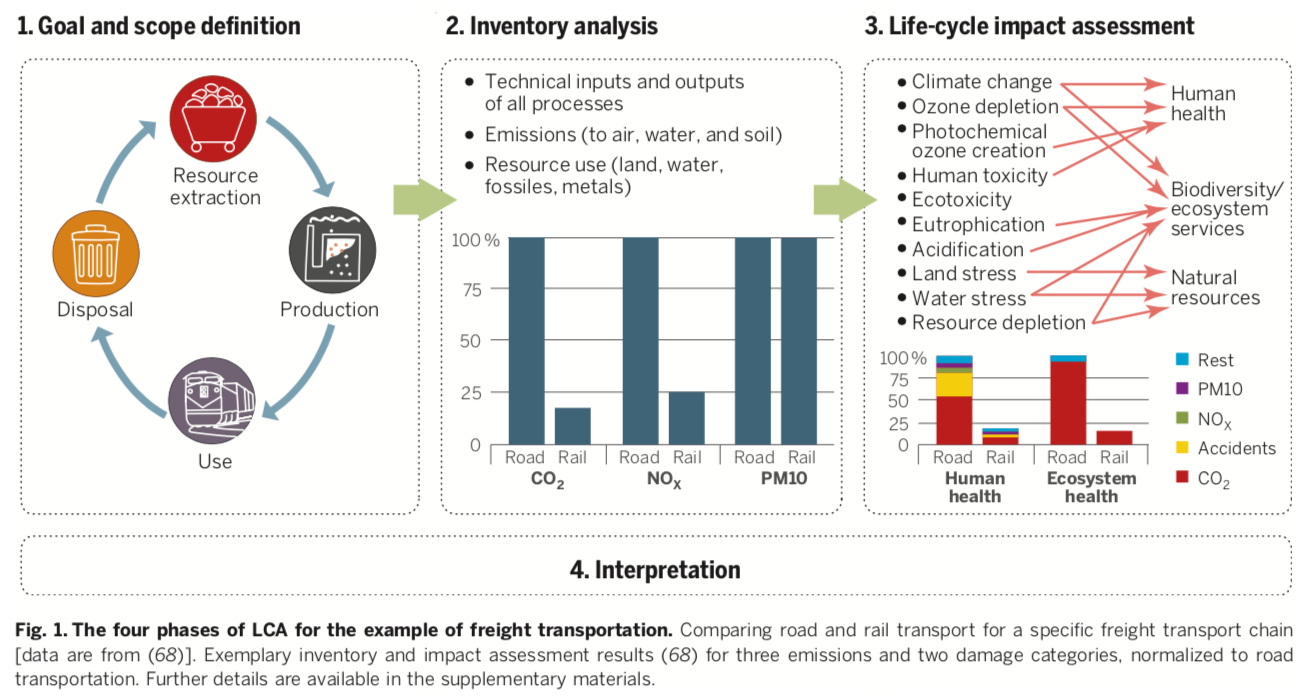 1. Goal and scope definition
Resource
extraction
Production
Use
Disposal
2. Inventory analysis
• Technical inputs and outputs
of all processes
• Emissions (to air, water, and soil)
• Resource use (land, water,
fossiles, metals)
100 %
75
50
25
0
Road Rail Road Rail Road Rail
CO₂ NOₓ PM10
3. Life-cycle impact assessment
• Climate change
• Ozone depletion
• Photochemical
ozone creation
• Human toxicity
• Ecotoxicity
• Eutrophication
• Acidification
• Land stress
• Water stress
• Resource depletion
Human
health
Biodiversity/
ecosystem
services
Natural
resources
100 %
75
50
25
0
Road Rail Road Rail
Human
health
Ecosystem
health
Rest
PM10
NOₓ
Accidents
CO₂
4. Interpretation
Fig. 1. The four phases of LCA for the example of freight transportation. Comparing road and rail transport for a specific freight transport chain
[data are from (68)]. Exemplary inventory and impact assessment results (68) for three emissions and two damage categories, normalized to road
transportation. Further details are available in the supplementary materials.